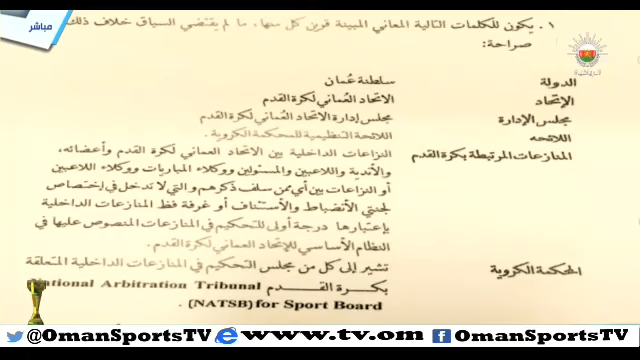 مباشر
١. يكون للكلمات التالية المعاني المبينة قرين كل منها، ما لم يقتضي السياق خلاف ذلك
صراحة:
الدولة سلطنة عُمان
الإتحاد الاتحاد العُماني لكرة القدم
مجلس الإدارة مجلس إدارة الاتحاد العُماني لكرة القدم
اللائحه اللائحة التنظيمية للمحكمة الكروية .
المنازعات المرتبطة بكرة القدم النزاعات الداخلية بين الاتحاد العماني لكرة القدم وأعضائه،
والأندية واللاعبين والمسئولين ووكلاء المباريات ووكلاء اللاعبين
أو النزاعات بين أي ممن سلف ذكرهم والتي لا تدخل في إختصاص
لجنتي الأنضباط والأستئناف أو غرفة فظ المنازعات الداخلية
بإعتبارها درجة أولى للتحكيم في المنازعات المنصوص عليها في
النظام الأساسي للإتحاد العماني لكرة القدم.
المحكمة الكروية تشير إلى كل من مجلس التحكيم في المنازعات الداخلية المتعلقة
بكرة القدم National Arbitration Tribunal
for Sport Board (NATSB) .
@OmanSportsTV www.tv.om OmanSportsTV